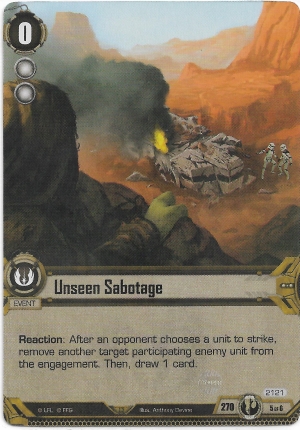 0
Unseen Sabotage
EVENT
Reaction: After an opponent chooses a unit to strike,
remove another target participating enemy unit
from the engagement. Then, draw 1 card.
2121
© LFL © FFG
Illus. Anthony Devine
270
5 of 6